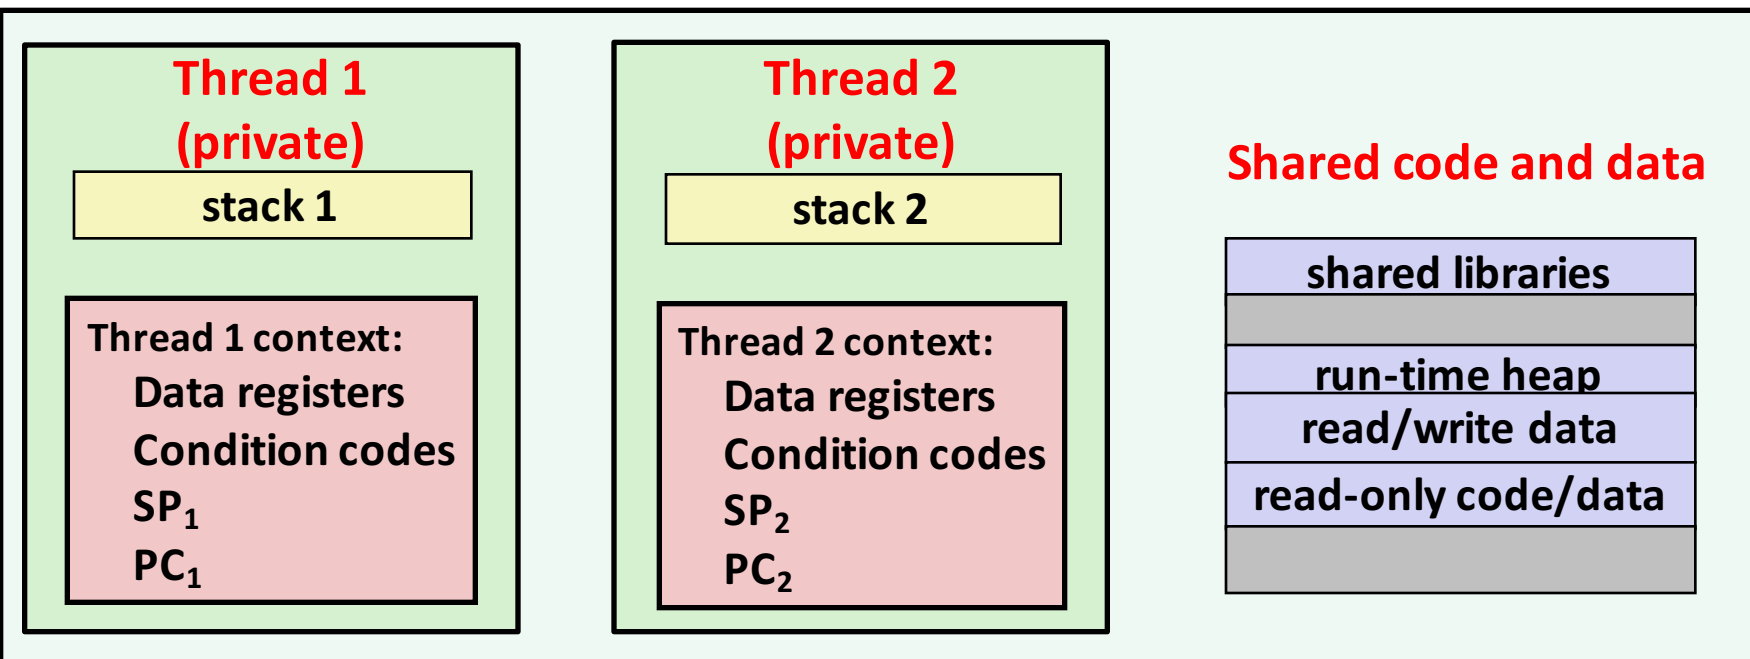 Thread 1
(private)
stack 1
Thread 1 context:
Data registers
Condition codes
SP₁
PC₁
Thread 2
(private)
stack 2
Thread 2 context:
Data registers
Condition codes
SP₂
PC₂
Shared code and data
shared libraries
run-time heap
read/write data
read-only code/data